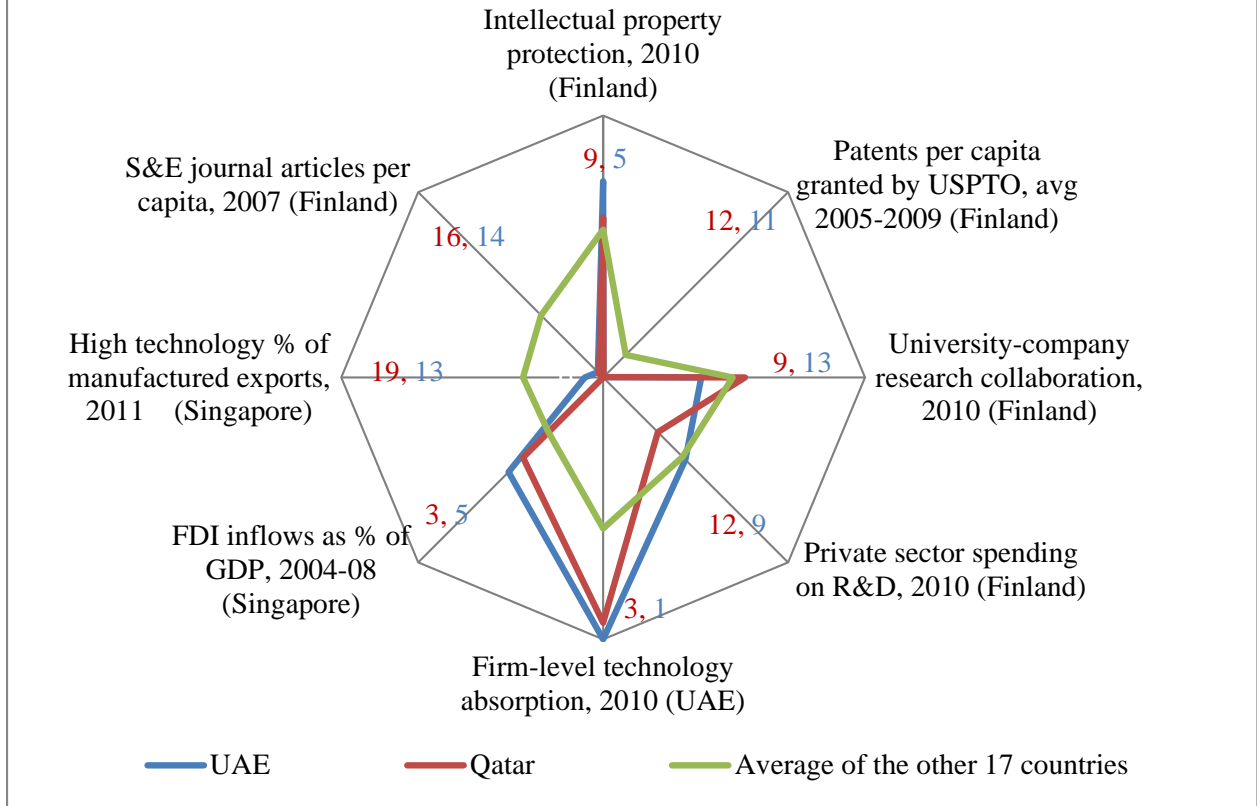 Intellectual property
protection, 2010
(Finland)
9, 5
Patents per capita
granted by USPTO, avg
2005-2009 (Finland)
12, 11
University-company
research collaboration,
2010 (Finland)
9, 13
Private sector spending
on R&D, 2010 (Finland)
12, 9
Firm-level technology
absorption, 2010 (UAE)
3, 1
FDI inflows as % of
GDP, 2004-08
(Singapore)
3, 5
High technology % of
manufactured exports,
2011 (Singapore)
19, 13
S&E journal articles per
capita, 2007 (Finland)
16, 14
UAE
Qatar
Average of the other 17 countries